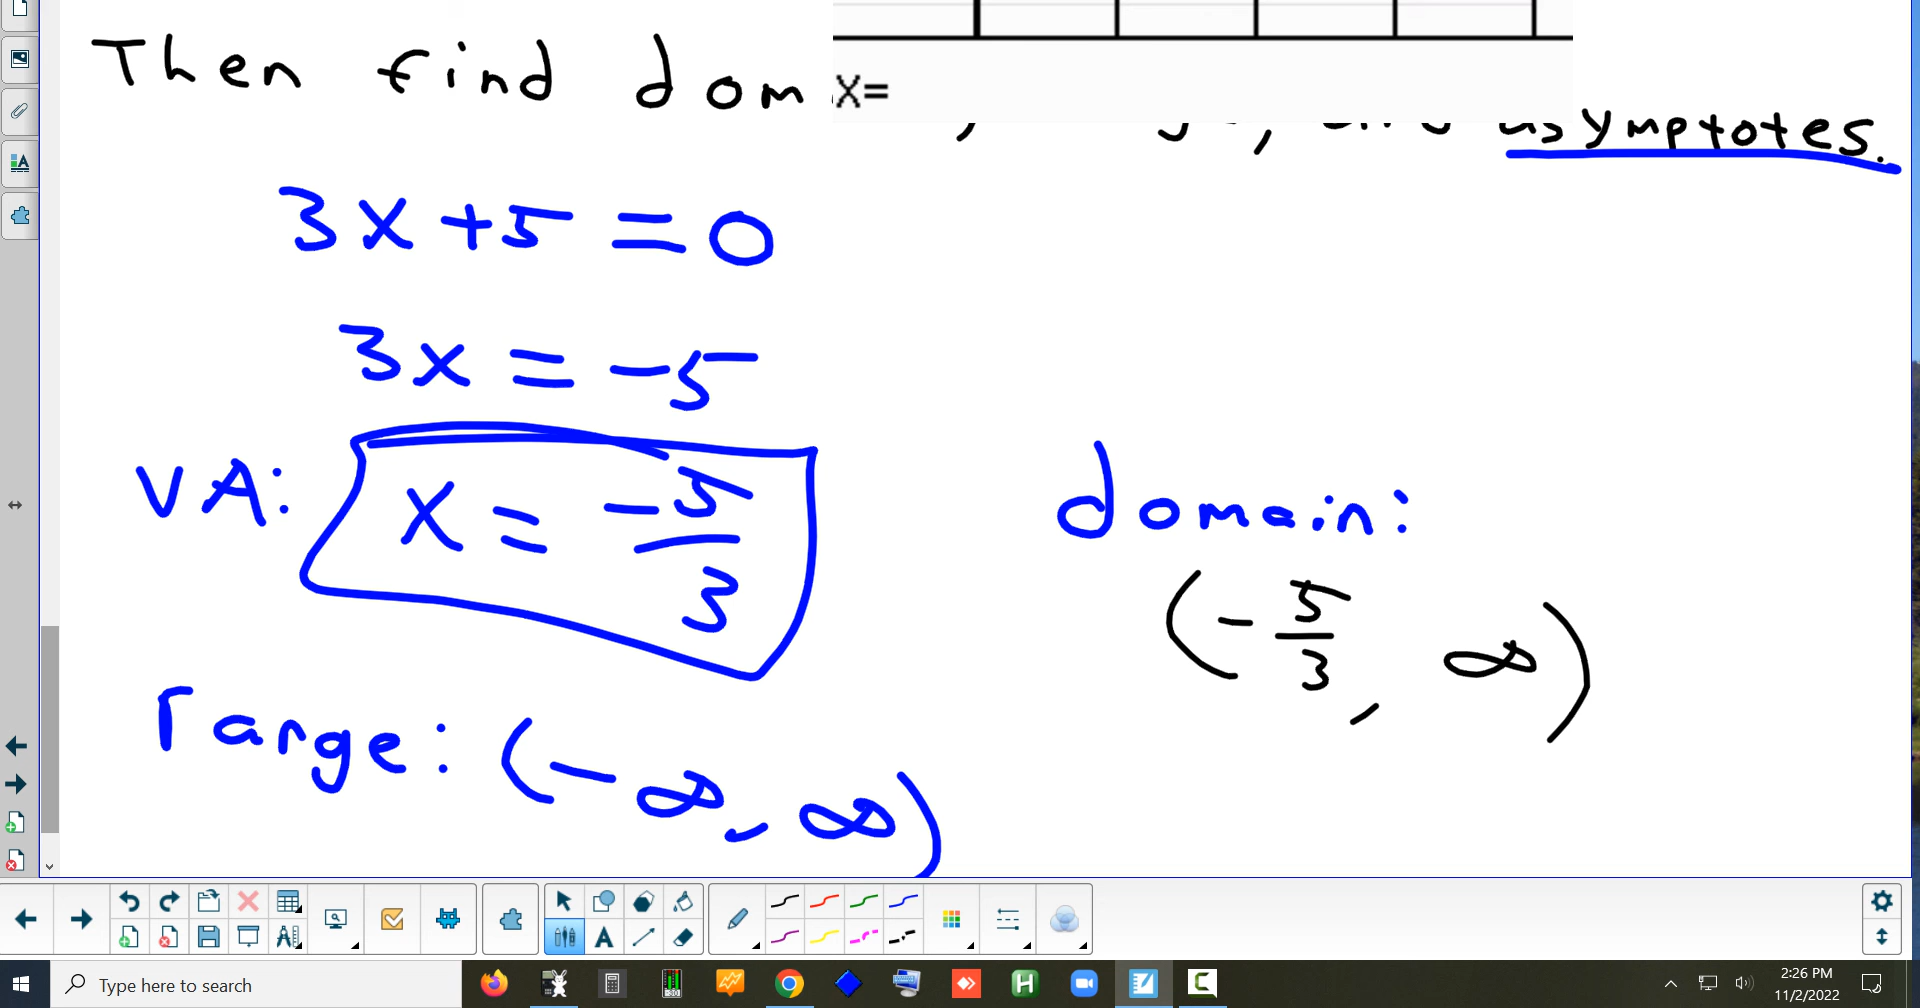 Then find dom
X=
asymptotes.
3x+5=0
3x = -5
VA: x = -5/3
domain:
(-5/3, ∞)
range: (-∞, ∞)
Type here to search
2:26 PM
11/2/2022